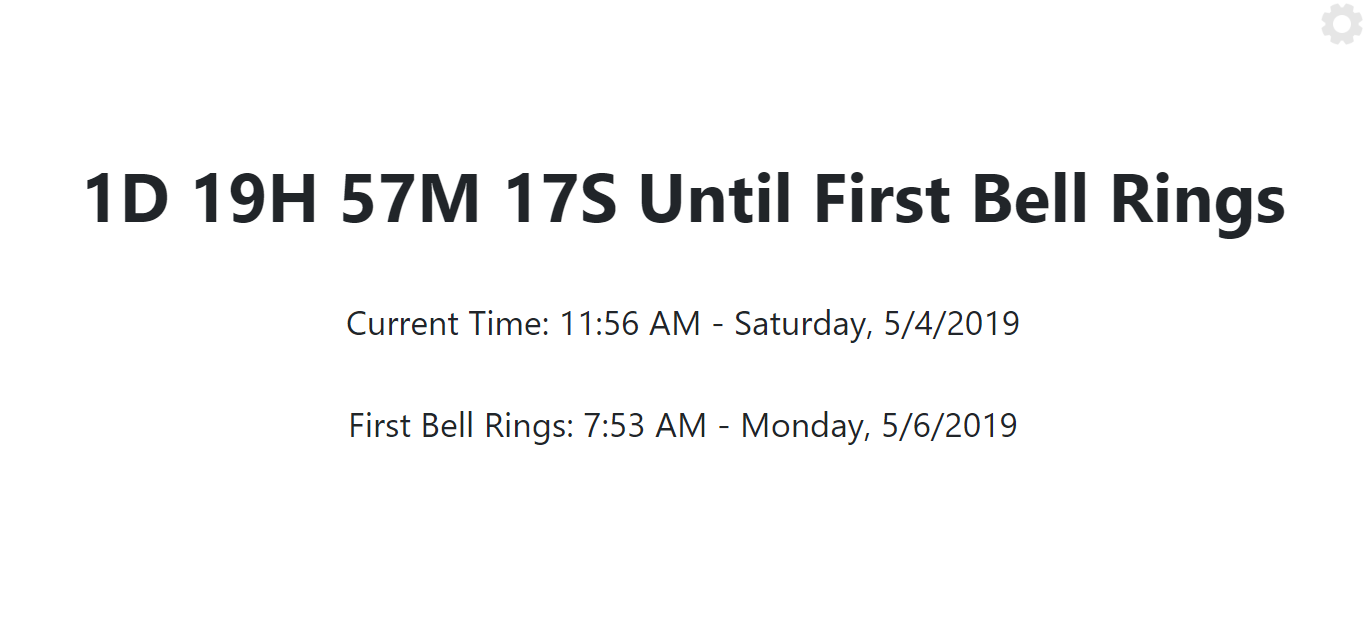 1D 19H 57M 17S Until First Bell Rings
Current Time: 11:56 AM - Saturday, 5/4/2019
First Bell Rings: 7:53 AM - Monday, 5/6/2019